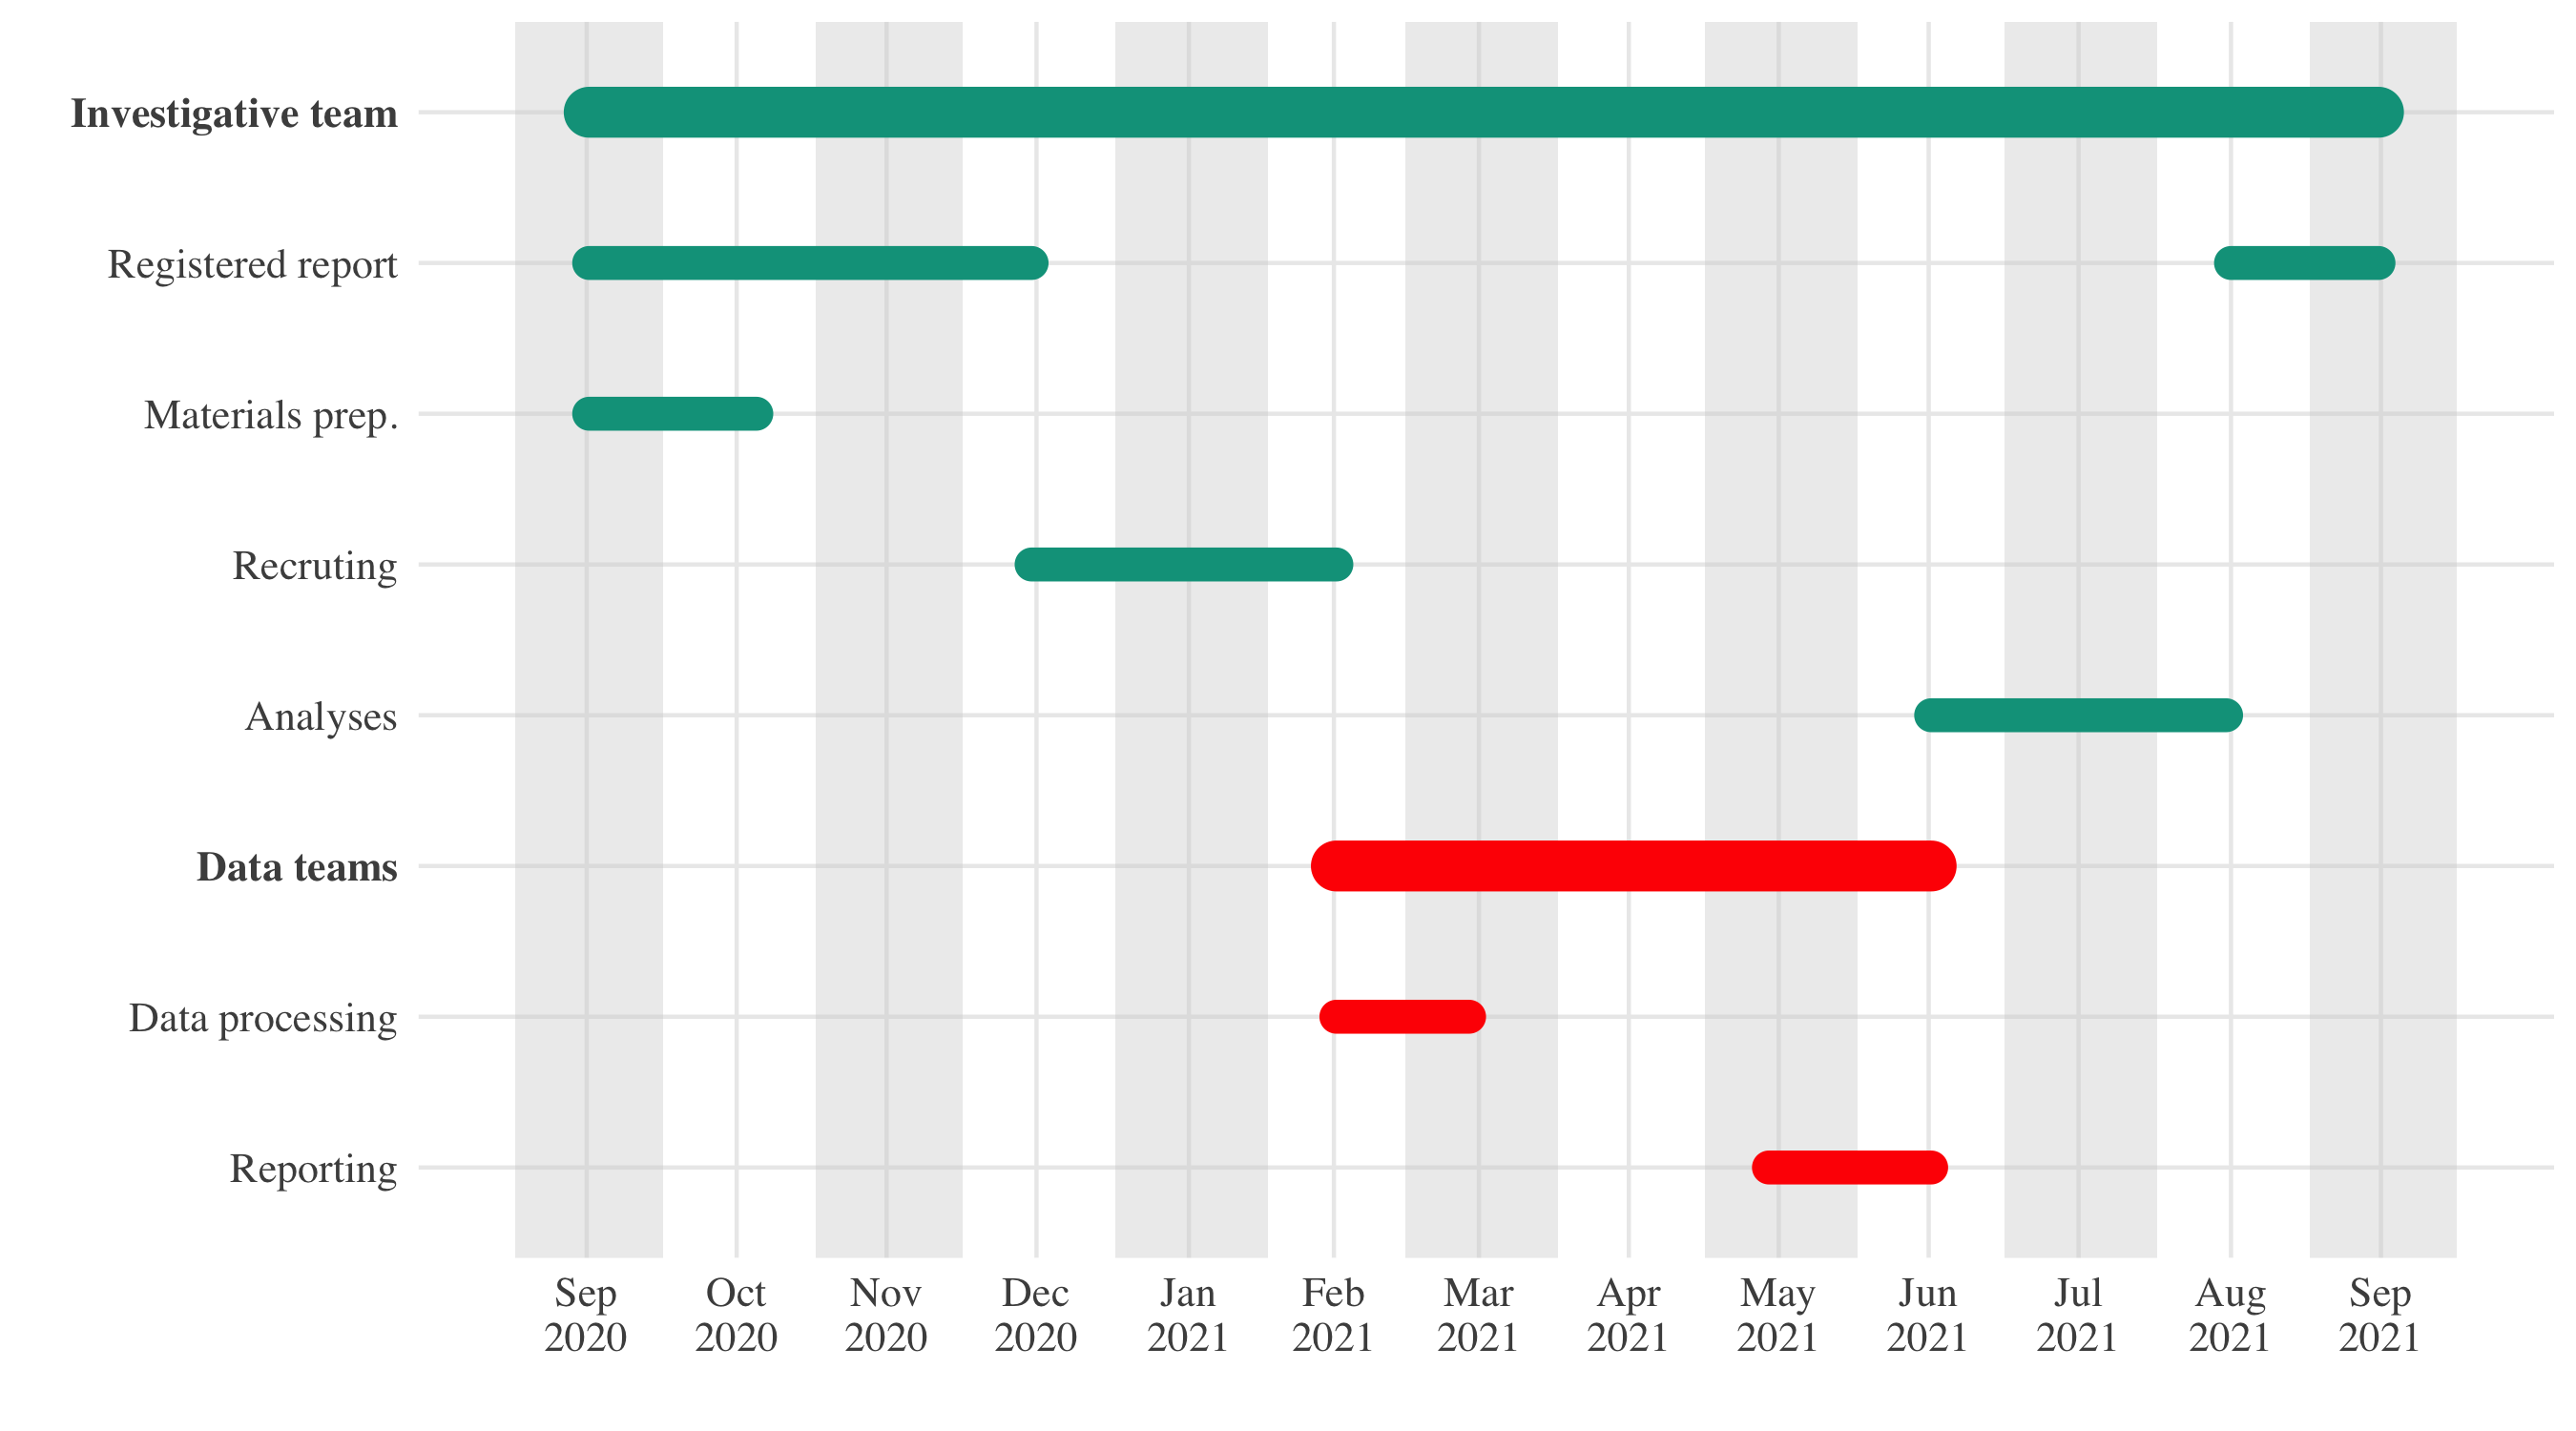 Investigative team
Registered report
Materials prep.
Recruting
Analyses
Data teams
Data processing
Reporting
Sep Oct Nov Dec Jan Feb Mar Apr May Jun Jul Aug Sep
2020 2020 2020 2020 2021 2021 2021 2021 2021 2021 2021 2021 2021